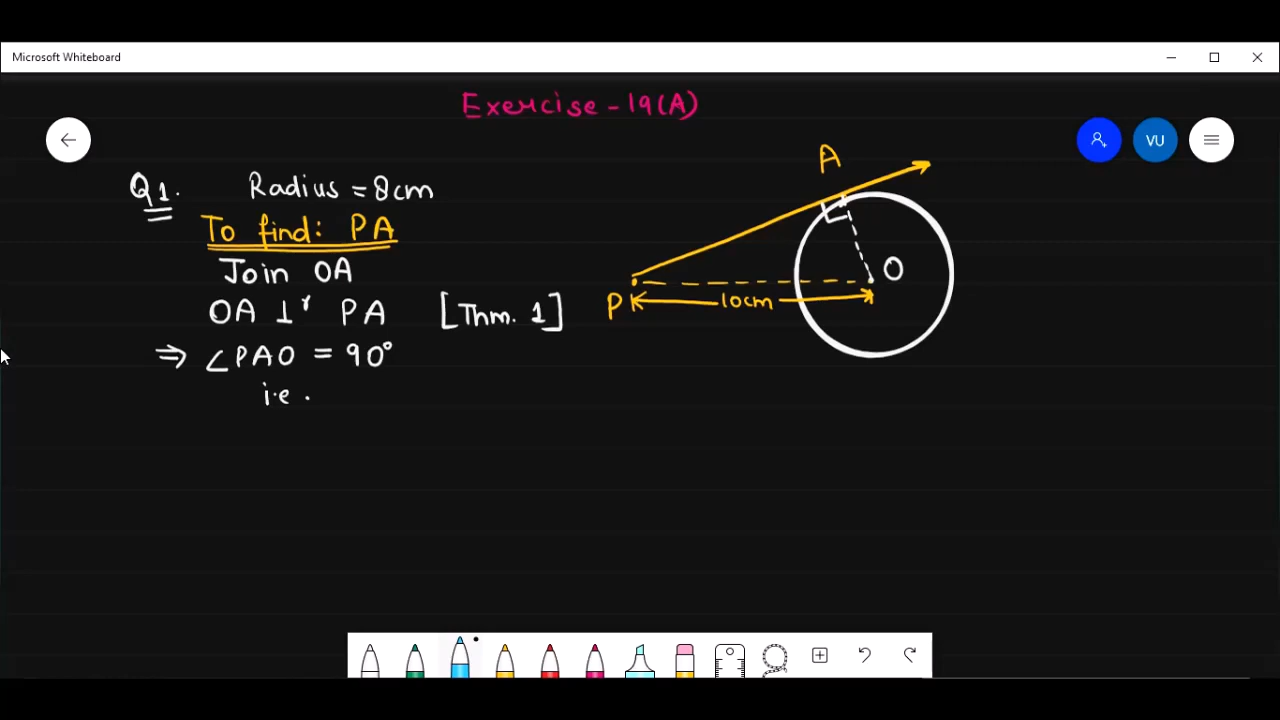 Microsoft Whiteboard
Exercise - 19(A)
VU
Q1. Radius = 8cm
To find: PA
Join OA
OA ⊥r PA [Thm. 1]
⇒ ∠PAO = 90°
i.e.
A
O
P
10cm